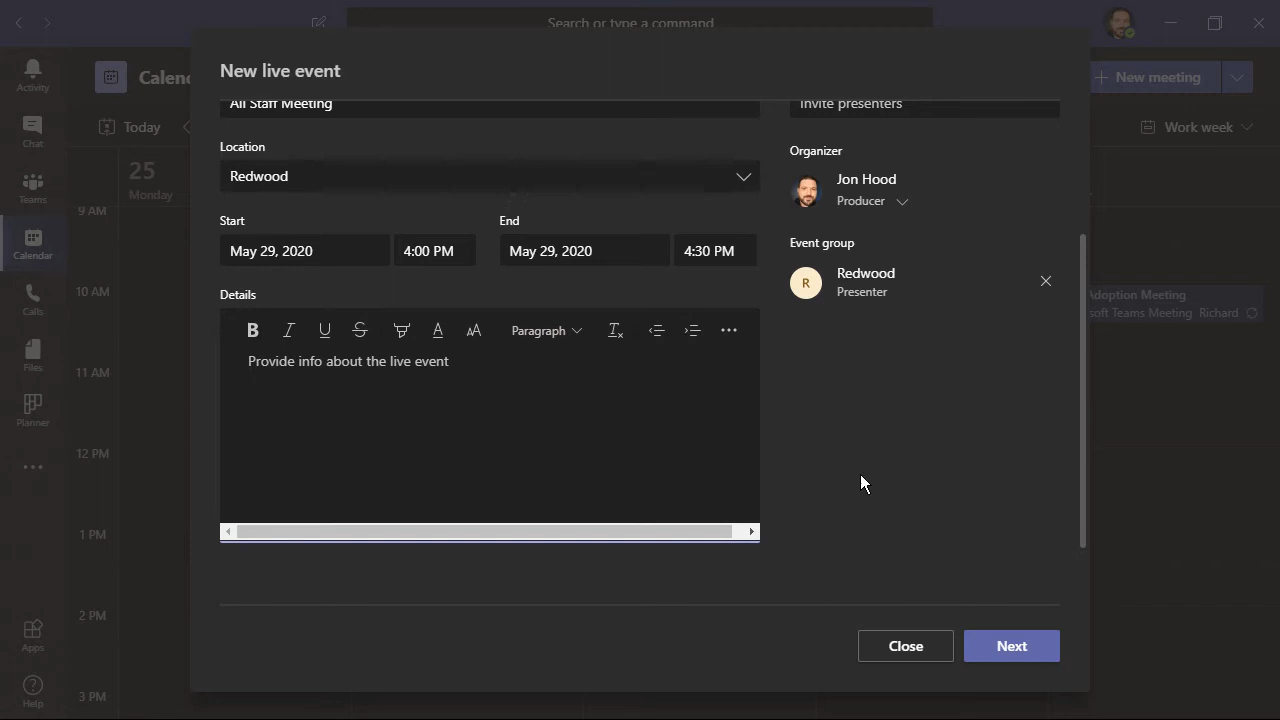 Search or type a command
Activity
Chat
Teams
Calendar
Calls
Files
Planner
Apps
Help
Calen
New meeting
Today
Work week
25
Monday
9 AM
10 AM
11 AM
12 PM
1 PM
2 PM
3 PM
Adoption Meeting
soft Teams Meeting Richard
New live event
All Staff Meeting
Invite presenters
Location
Redwood
Start
End
May 29, 2020
4:00 PM
May 29, 2020
4:30 PM
Details
B I U S A AA Paragraph
Provide info about the live event
Organizer
Jon Hood
Producer
Event group
R
Redwood
Presenter
Close
Next